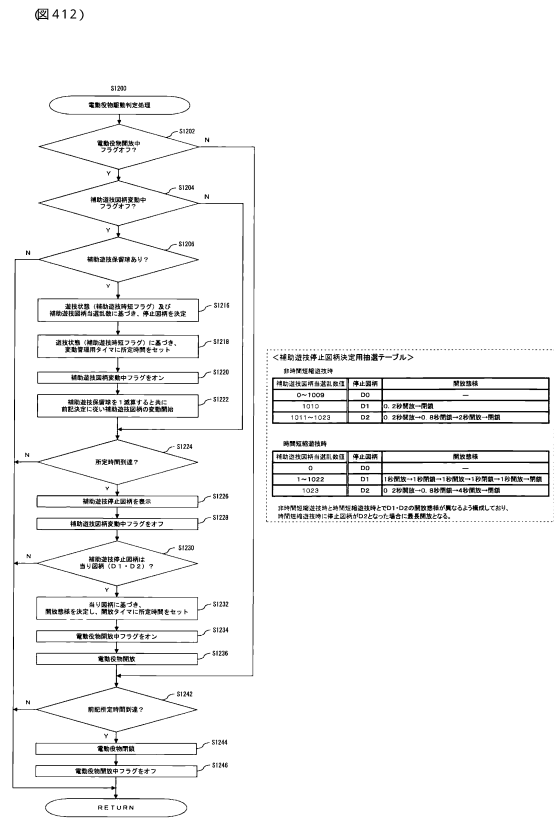 (図412)
S1200
電動役物駆動判定処理
S1202
電動役物開放中
フラグオフ？
N
Y
S1204
補助遊技図柄変動中
フラグオフ？
N
Y
S1206
補助遊技保留球あり？
N
Y
S1216
遊技状態（補助遊技時短フラグ）及び
補助遊技図柄当選乱数に基づき、停止図柄を決定
S1218
遊技状態（補助遊技時短フラグ）に基づき、
変動管理用タイマに所定時間をセット
S1220
補助遊技図柄変動中フラグをオン
S1222
補助遊技保留球を１減算すると共に
前記決定に従い補助遊技図柄の変動開始
S1224
所定時間到達？
N
Y
S1226
補助遊技停止図柄を表示
S1228
補助遊技図柄変動中フラグをオフ
S1230
補助遊技停止図柄は
当り図柄（D１・D２）？
N
Y
S1232
当り図柄に基づき、
開放態様を決定し、開放タイマに所定時間をセット
S1234
電動役物開放中フラグをオン
S1236
電動役物開放
S1242
前記所定時間到達？
N
Y
S1244
電動役物閉鎖
S1246
電動役物開放中フラグをオフ
RETURN
＜補助遊技停止図柄決定用抽選テーブル＞
非時間短縮遊技時
補助遊技図柄当選乱数値 停止図柄 開放態様
0～1009 D0 ―
1010 D1 0. 2秒開放→閉鎖
1011～1023 D2 0. 2秒開放→0. 8秒閉鎖→2秒開放→閉鎖
時間短縮遊技時
補助遊技図柄当選乱数値 停止図柄 開放態様
0 D0 ―
1～1022 D1 1秒開放→1秒閉鎖→1秒開放→1秒閉鎖→1秒開放→閉鎖
1023 D2 0. 2秒開放→0. 8秒閉鎖→4秒開放→閉鎖
非時間短縮遊技時と時間短縮遊技時とでD1・D2の開放態様が異なるよう構成しており、
時間短縮遊技時に停止図柄がD2となった場合に最長開放となる。